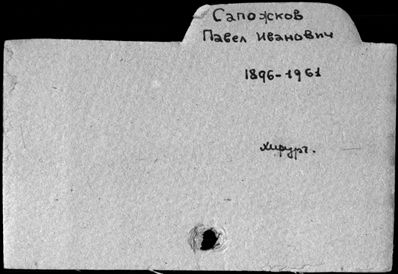 Сапожков
Павел Иванович
1896-1961
хирург.